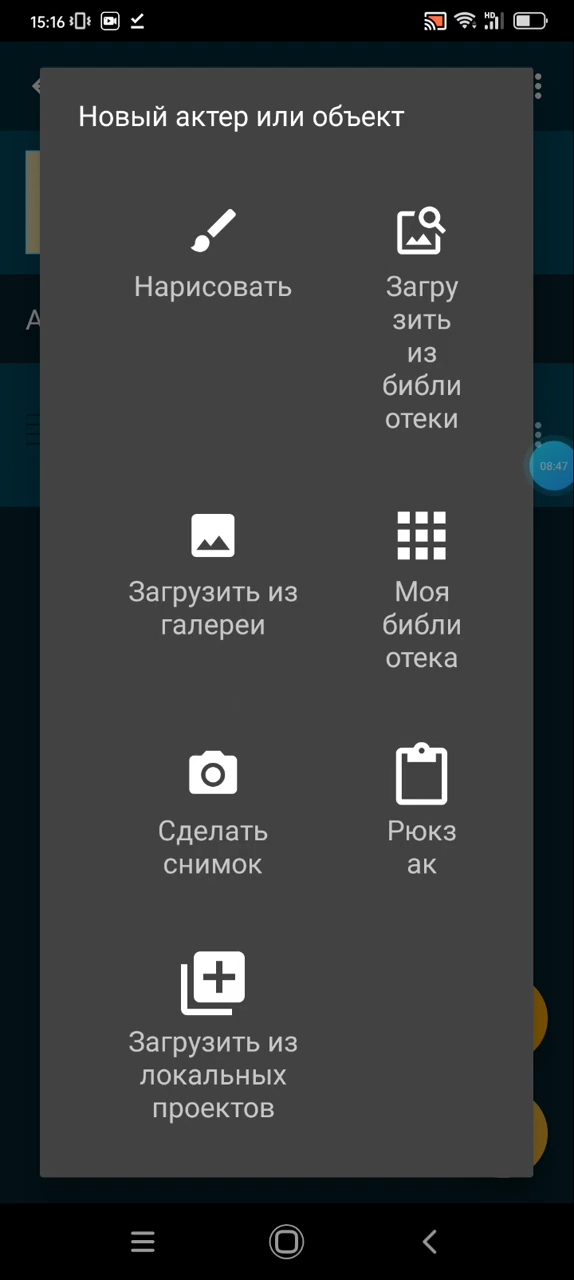 15:16
HD
Новый актер или объект
А
Нарисовать
Загру
зить
из
библи
отеки
08:47
Загрузить из
галереи
Моя
библи
отека
Сделать
снимок
Рюкз
ак
Загрузить из
локальных
проектов